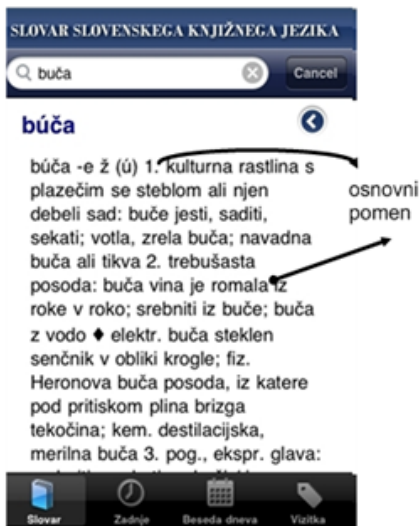 SLOVAR SLOVENSKEGA KNJIŽNEGA JEZIKA
buča
Cancel
búča
búča -e ž (ú) 1. kulturna rastlina s
plazečim se steblom ali njen
debeli sad: buče jesti, saditi,
sekati; votla, zrela buča; navadna
buča ali tikva 2. trebušasta
posoda: buča vina je romala iz
roke v roko; srebniti iz buče; buča
z vodo ♦ elektr. buča steklen
senčnik v obliki krogle; fiz.
Heronova buča posoda, iz katere
pod pritiskom plina brizga
tekočina; kem. destilacijska,
merilna buča 3. pog., ekspr. glava:
osnovni
pomen
Slovar
Zadnje
Beseda dneva
Vizitka